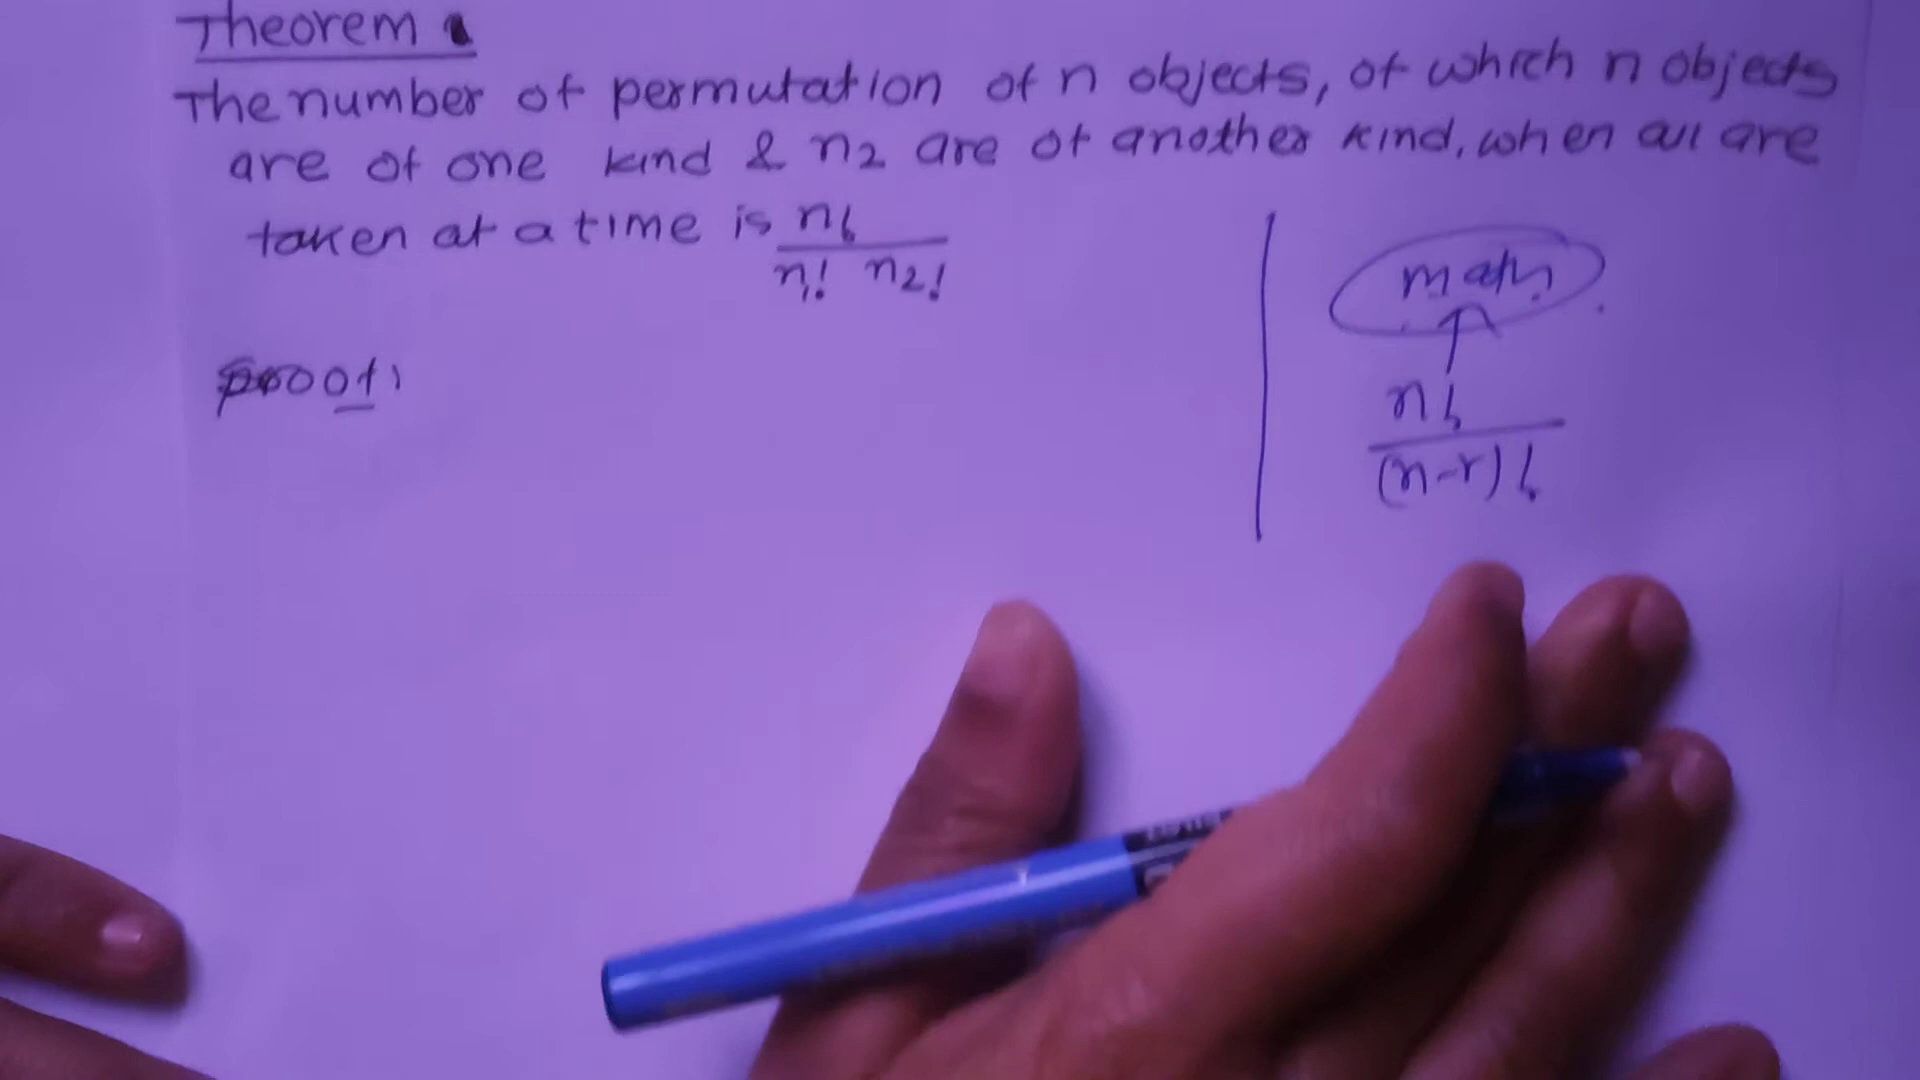 Theorem
The number of permutation of n objects, of which n objects
are of one kind & n2 are of another kind, when all are
taken at a time is n!
n1! n2!
Proof:
math
n!
(n-r)!